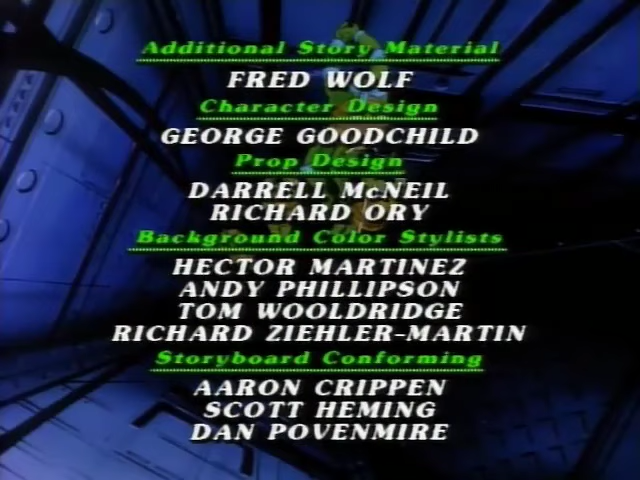 Additional Story Material
FRED WOLF
Character Design
GEORGE GOODCHILD
Prop Design
DARRELL McNEIL
RICHARD ORY
Background Color Stylists
HECTOR MARTINEZ
ANDY PHILLIPSON
TOM WOOLDRIDGE
RICHARD ZIEHLER-MARTIN
Storyboard Conforming
AARON CRIPPEN
SCOTT HEMING
DAN POVENMIRE